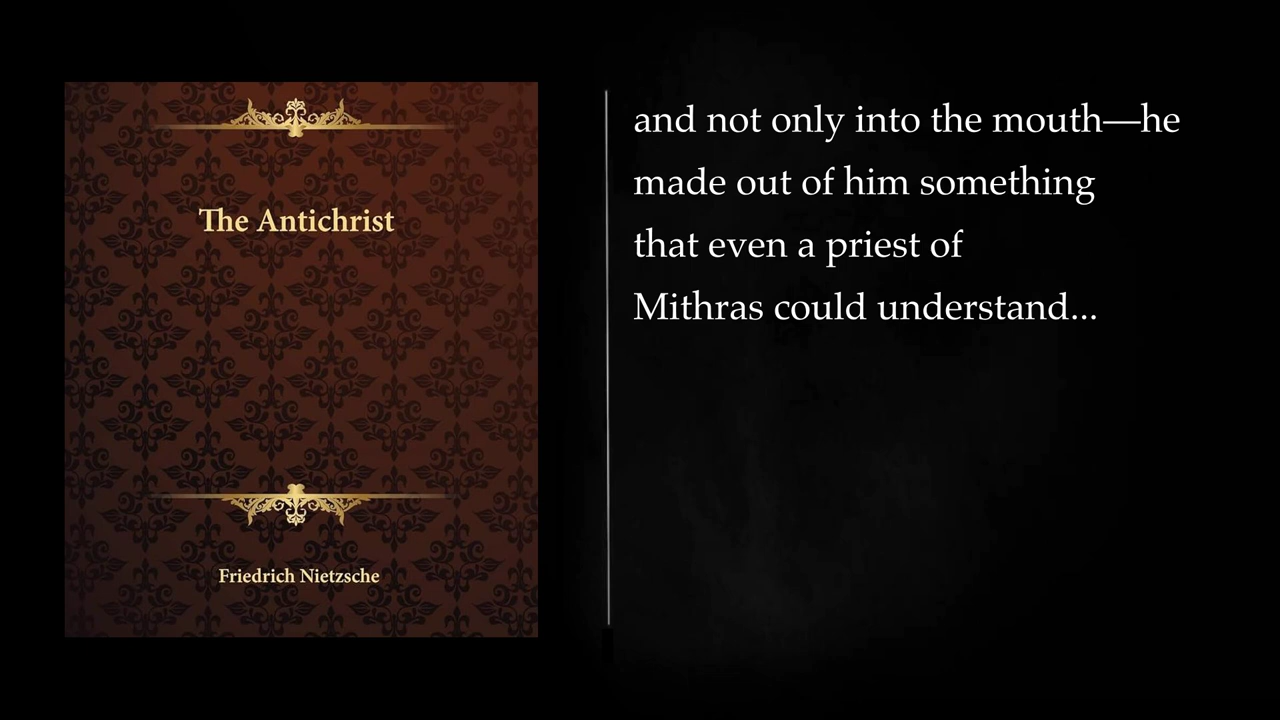 The Antichrist
Friedrich Nietzsche
and not only into the mouth—he
made out of him something
that even a priest of
Mithras could understand...